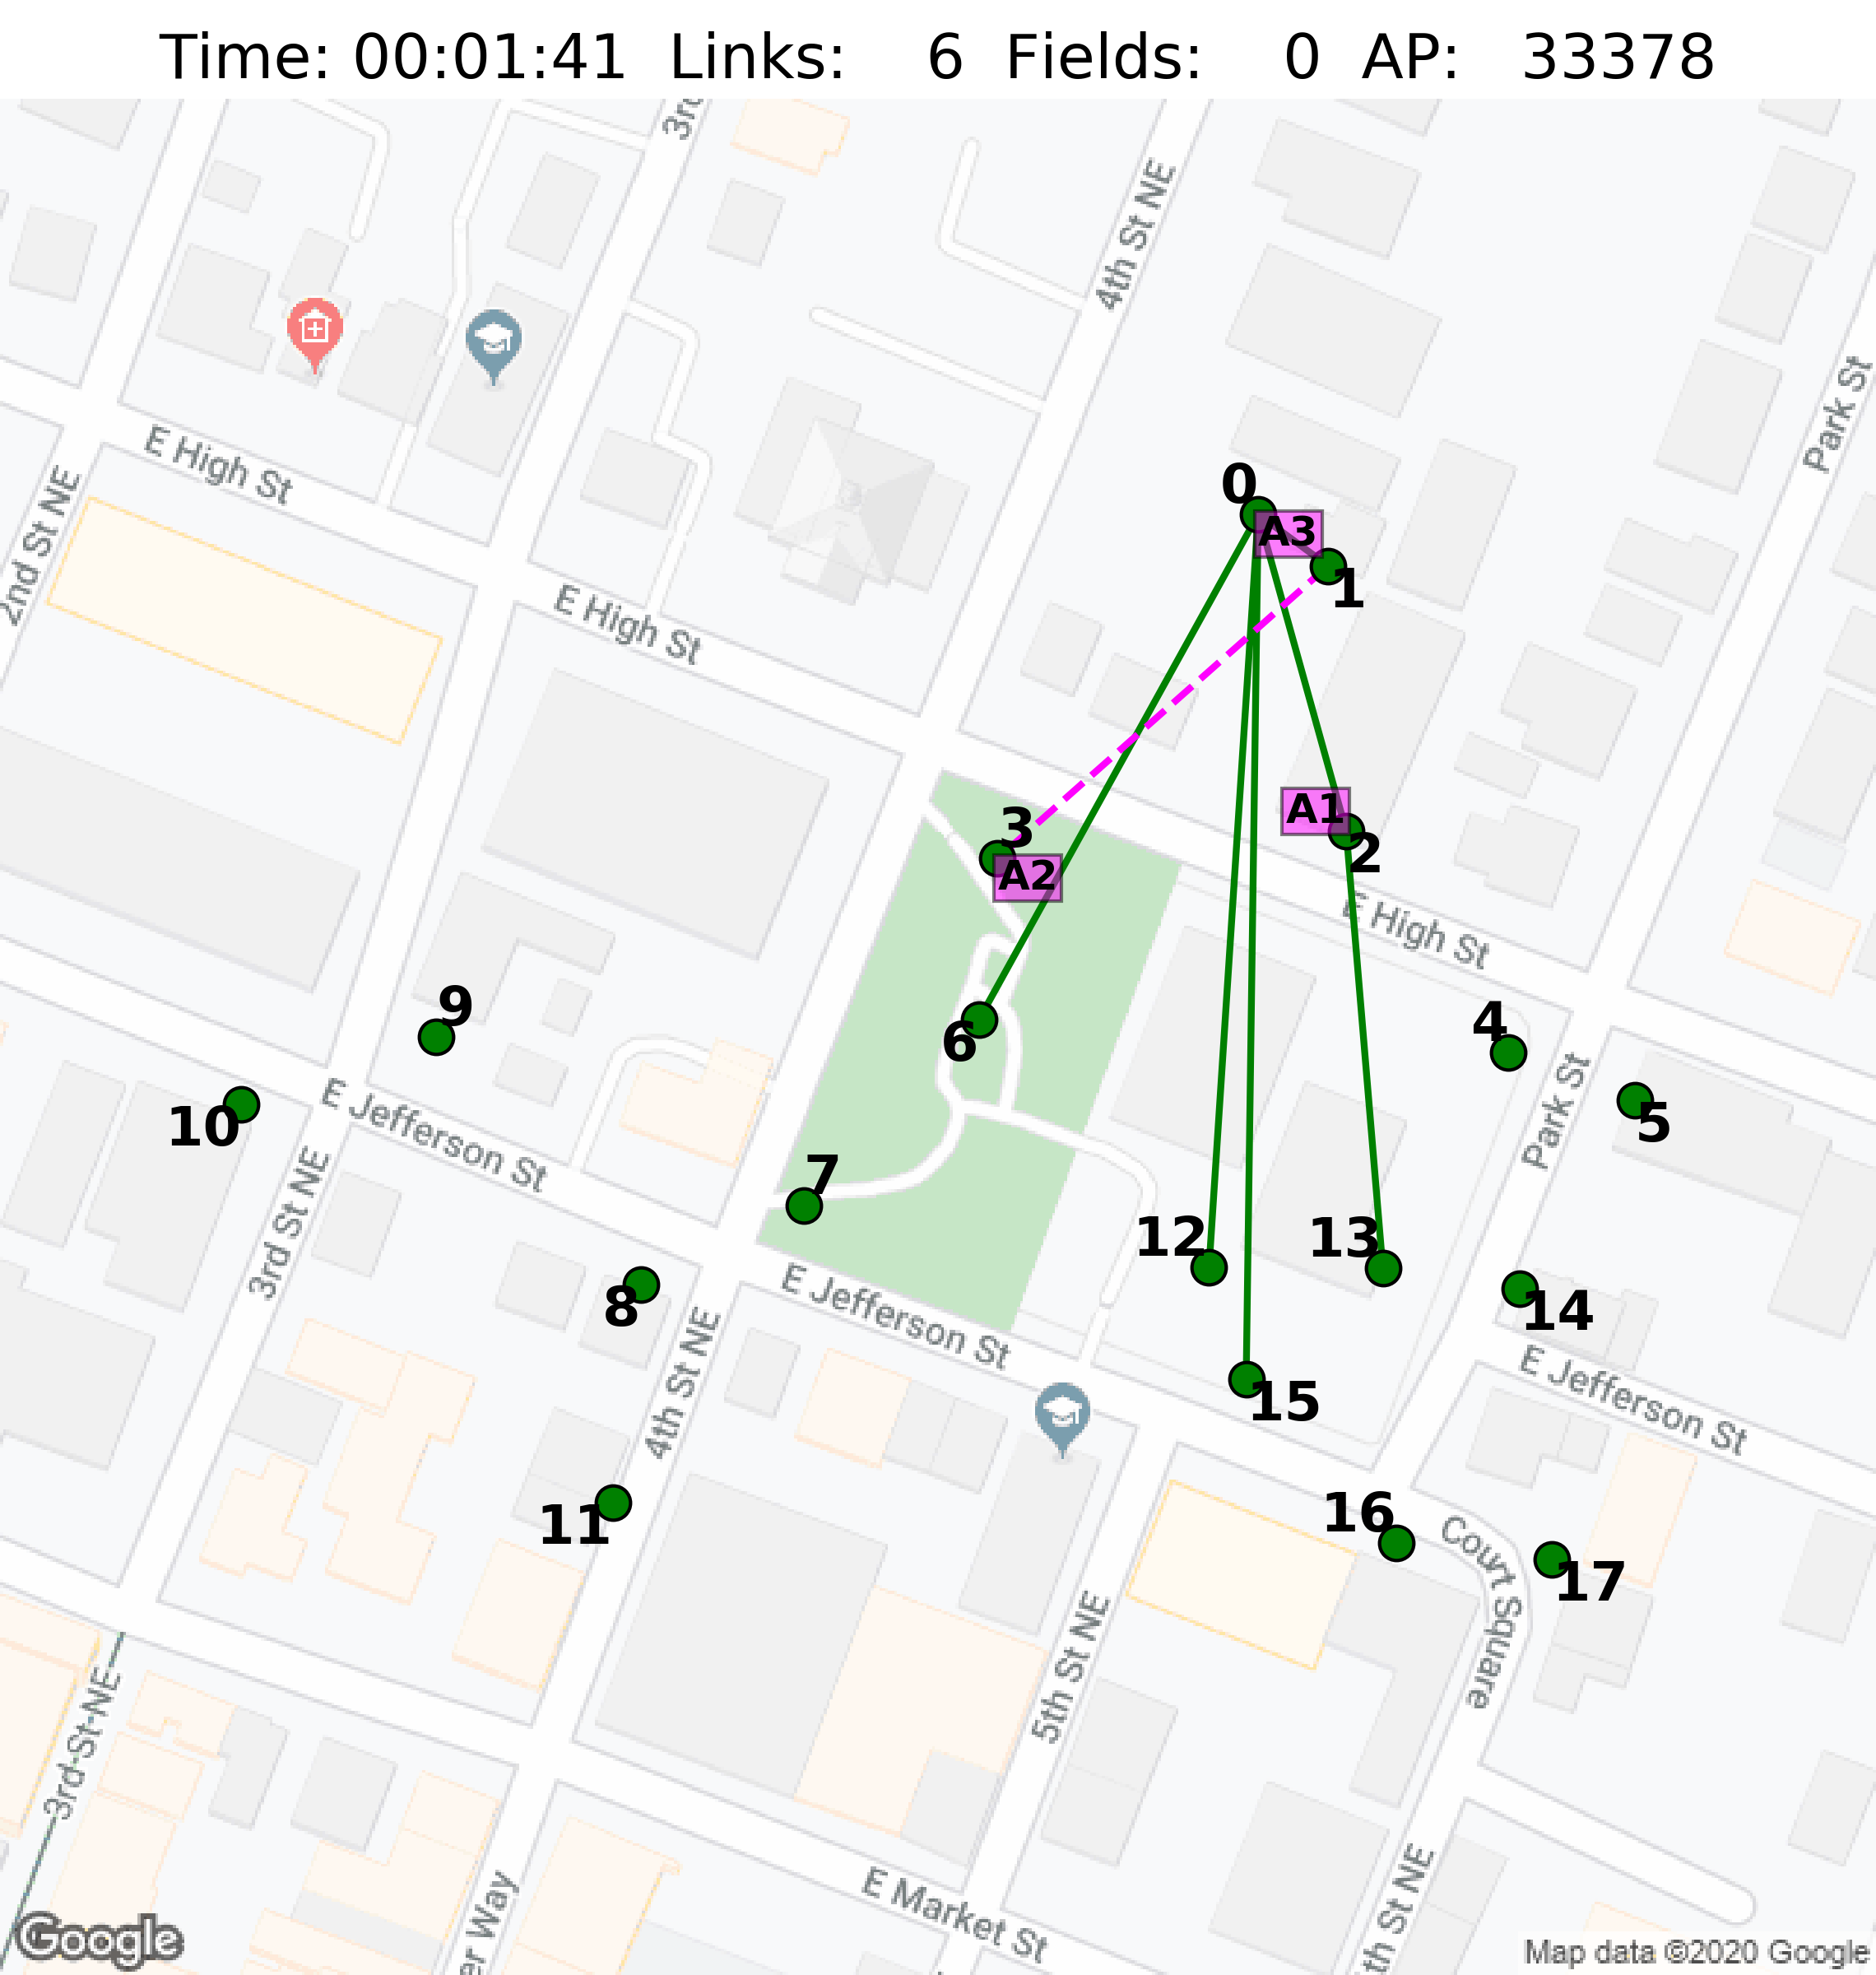 Time: 00:01:41 Links: 6 Fields: 0 AP: 33378
3rd
4th St NE
Park St
E High St
2nd St NE
0
A3
1
E High St
A1
2
3
A2
E High St
9
4
6
5
10
E Jefferson St
Park St
7
12
13
3rd St NE
8
14
E Jefferson St
4th St NE
E Jefferson St
15
11
16
Court Square
17
5th St NE
3rd St NE
E Market St
er Way
th St NE
Google
Map data ©2020 Google